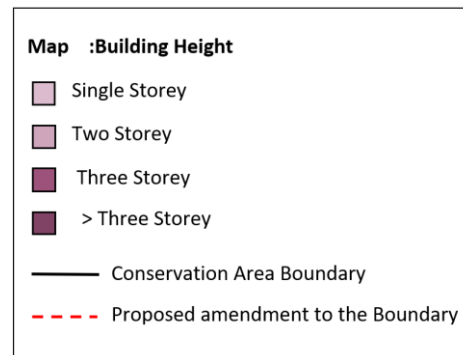 Map :Building Height
Single Storey
Two Storey
Three Storey
> Three Storey
Conservation Area Boundary
Proposed amendment to the Boundary